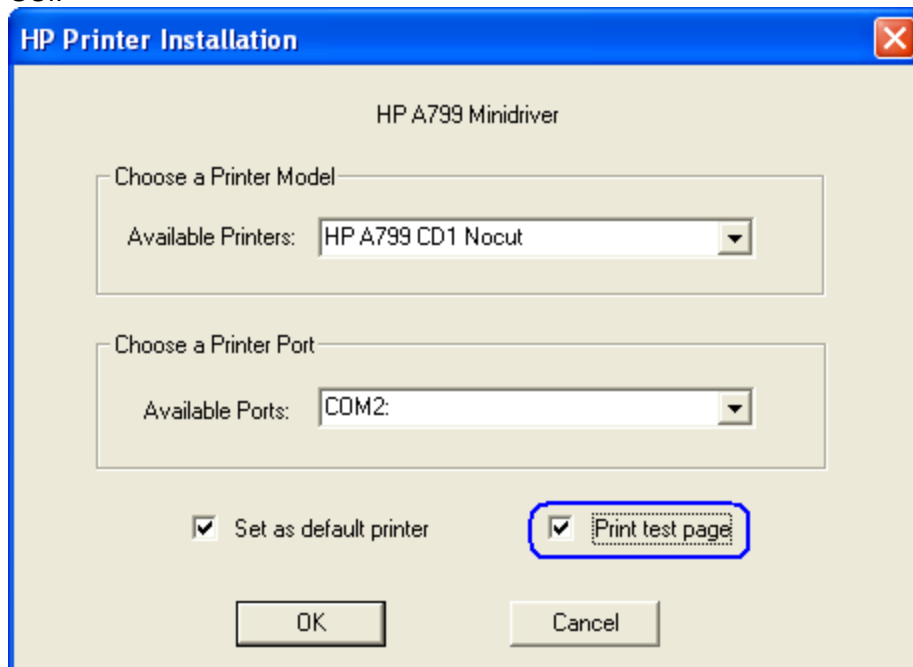 HP Printer Installation
HP A799 Minidriver
Choose a Printer Model
Available Printers: HP A799 CD1 Nocut
Choose a Printer Port
Available Ports: COM2:
Set as default printer Print test page
OK Cancel